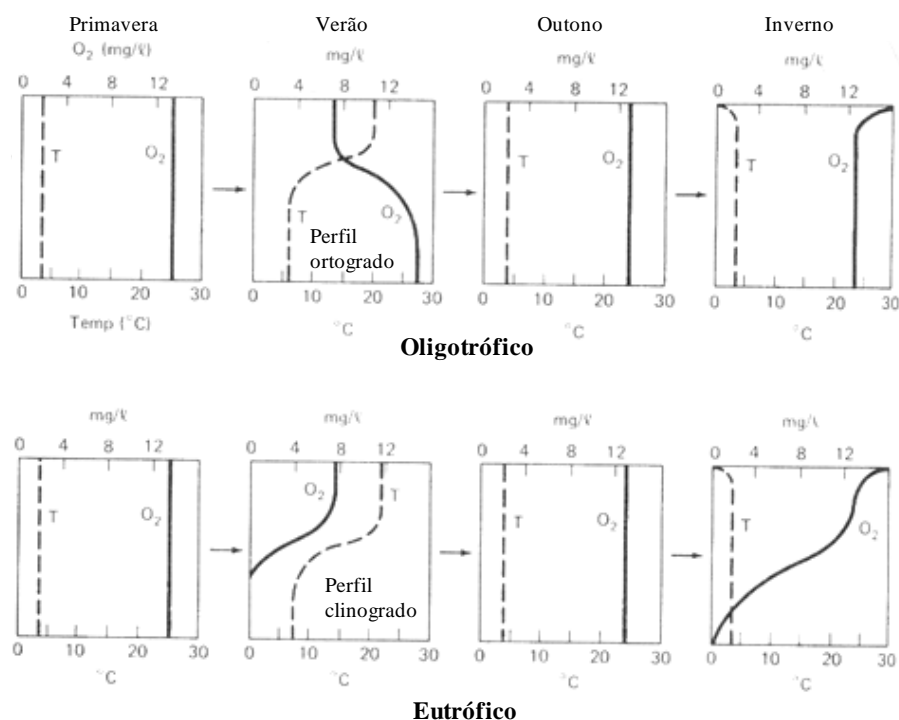 Primavera Verão Outono Inverno
O₂ (mg/ℓ) mg/ℓ mg/ℓ mg/ℓ
0 4 8 12 0 4 8 12 0 4 8 12 0 4 8 12
T O₂ T O₂ T O₂ T O₂
Perfil
ortogrado
0 10 20 30 0 10 20 30 0 10 20 30 0 10 20 30
Temp (°C) °C °C °C
Oligotrófico
mg/ℓ mg/ℓ mg/ℓ mg/ℓ
0 4 8 12 0 4 8 12 0 4 8 12 0 4 8 12
T O₂ O₂ T T O₂ T O₂
Perfil
clinogrado
0 10 20 30 0 10 20 30 0 10 20 30 0 10 20 30
°C °C °C °C
Eutrófico